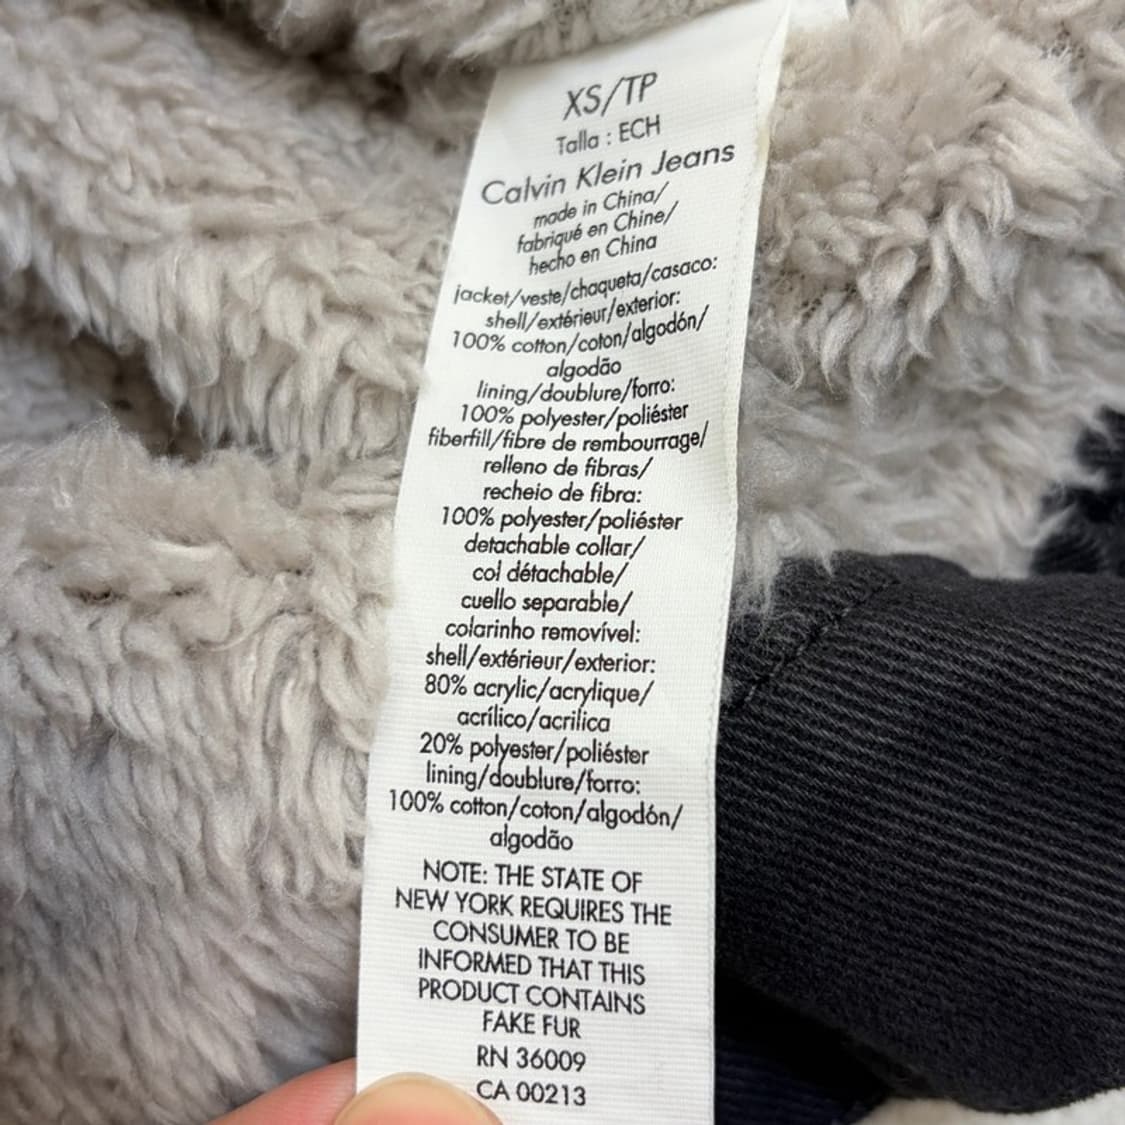 XS/TP
Talla : ECH
Calvin Klein Jeans
made in China/
fabriqué en Chine/
hecho en China
jacket/veste/chaqueta/casaco:
shell/extérieur/exterior:
100% cotton/coton/algodón/
algodão
lining/doublure/forro:
100% polyester/poliéster
fiberfill/fibre de rembourrage/
relleno de fibras/
recheio de fibra:
100% polyester/poliéster
detachable collar/
col détachable/
cuello separable/
colarinho removível:
shell/extérieur/exterior:
80% acrylic/acrylique/
acrílico/acrilica
20% polyester/poliéster
lining/doublure/forro:
100% cotton/coton/algodón/
algodão
NOTE: THE STATE OF
NEW YORK REQUIRES THE
CONSUMER TO BE
INFORMED THAT THIS
PRODUCT CONTAINS
FAKE FUR
RN 36009
CA 00213